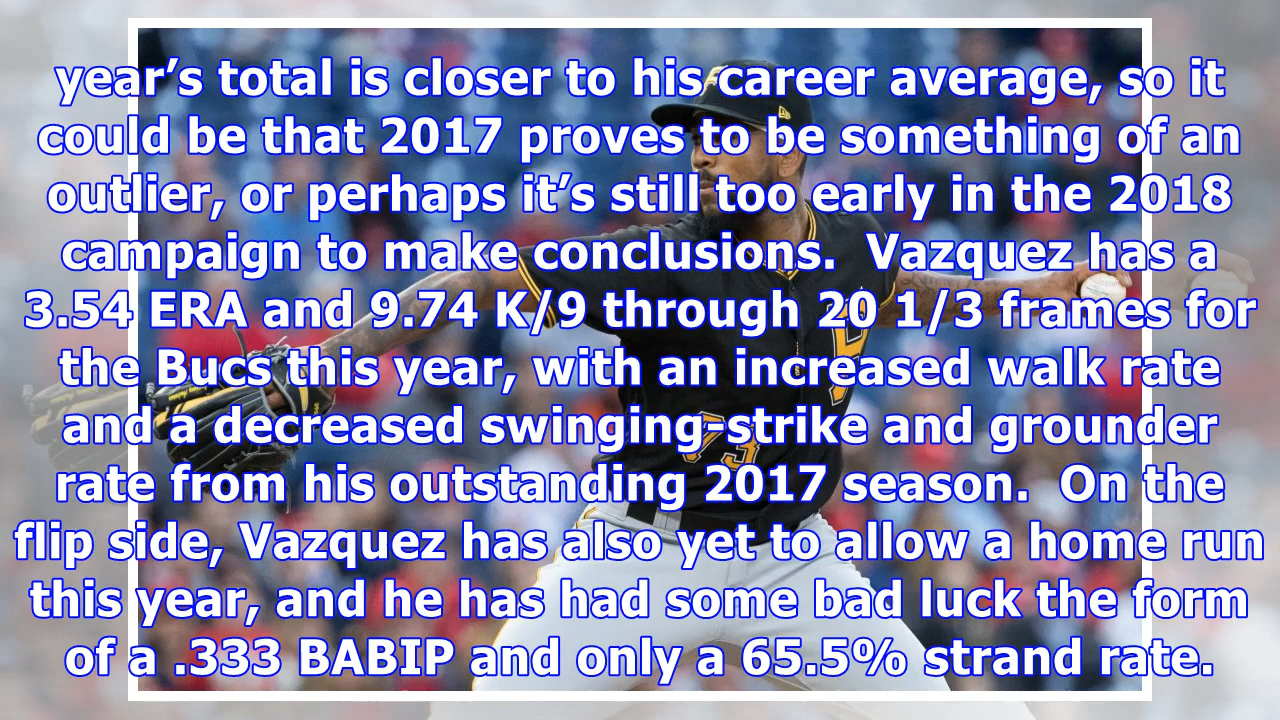 year’s total is closer to his career average, so it
could be that 2017 proves to be something of an
outlier, or perhaps it’s still too early in the 2018
campaign to make conclusions.  Vazquez has a
3.54 ERA and 9.74 K/9 through 20 1/3 frames for
the Bucs this year, with an increased walk rate
and a decreased swinging-strike and grounder
rate from his outstanding 2017 season.  On the
flip side, Vazquez has also yet to allow a home run
this year, and he has had some bad luck the form
of a .333 BABIP and only a 65.5% strand rate.
73